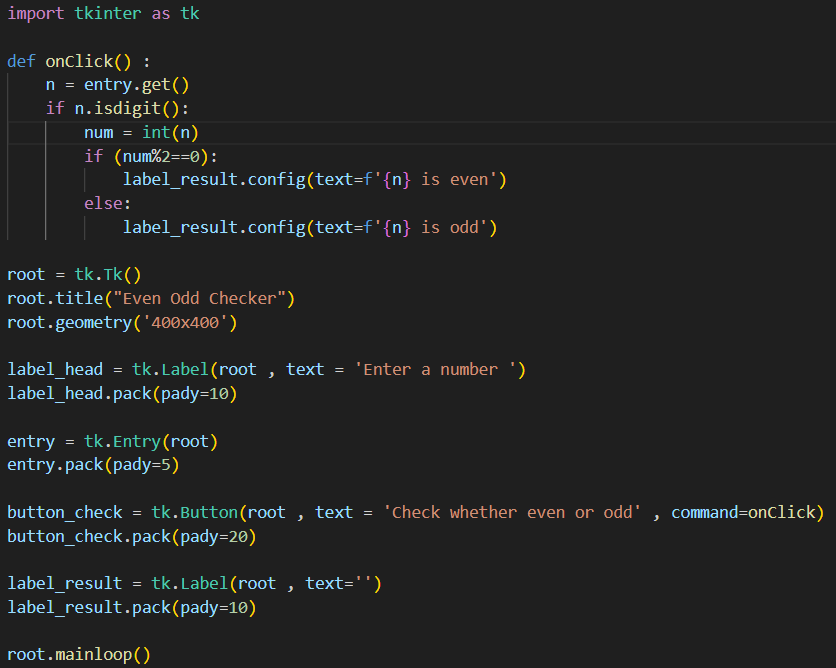 import tkinter as tk
def onClick() :
    n = entry.get()
    if n.isdigit():
        num = int(n)
        if (num%2==0):
            label_result.config(text=f'{n} is even')
        else:
            label_result.config(text=f'{n} is odd')
root = tk.Tk()
root.title("Even Odd Checker")
root.geometry('400x400')
label_head = tk.Label(root , text = 'Enter a number ')
label_head.pack(pady=10)
entry = tk.Entry(root)
entry.pack(pady=5)
button_check = tk.Button(root , text = 'Check whether even or odd' , command=onClick)
button_check.pack(pady=20)
label_result = tk.Label(root , text='')
label_result.pack(pady=10)
root.mainloop()